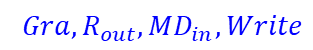 Gra, R_out, MD_in, Write